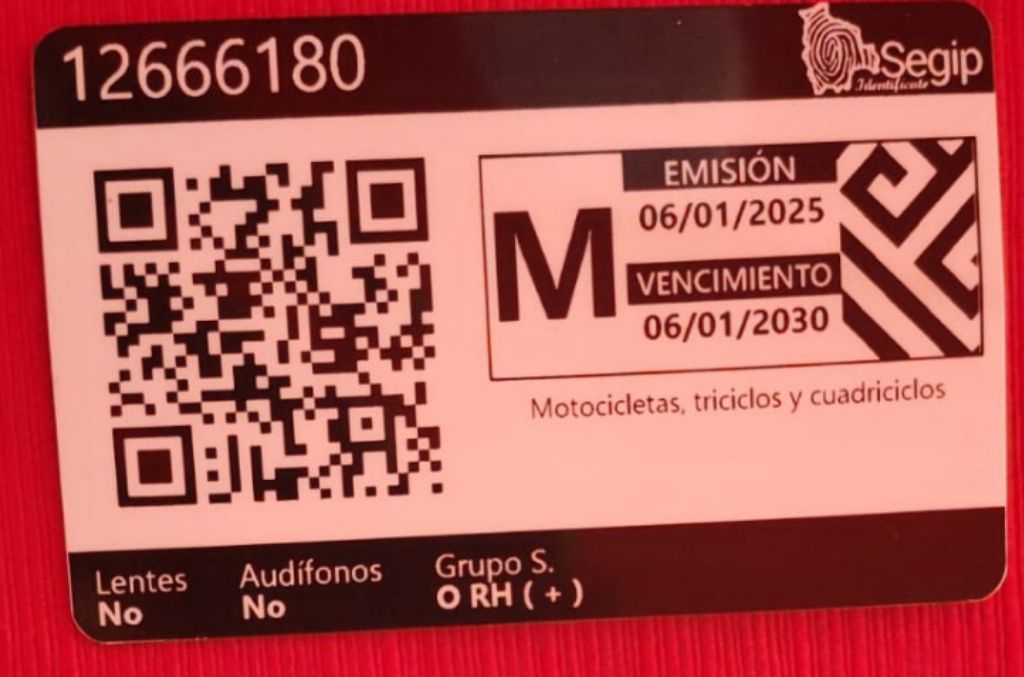 12666180
Segip
Identificate
EMISIÓN
M
06/01/2025
VENCIMIENTO
06/01/2030
Motocicletas, triciclos y cuadriciclos
Lentes
No
Audífonos
No
Grupo S.
O RH ( + )